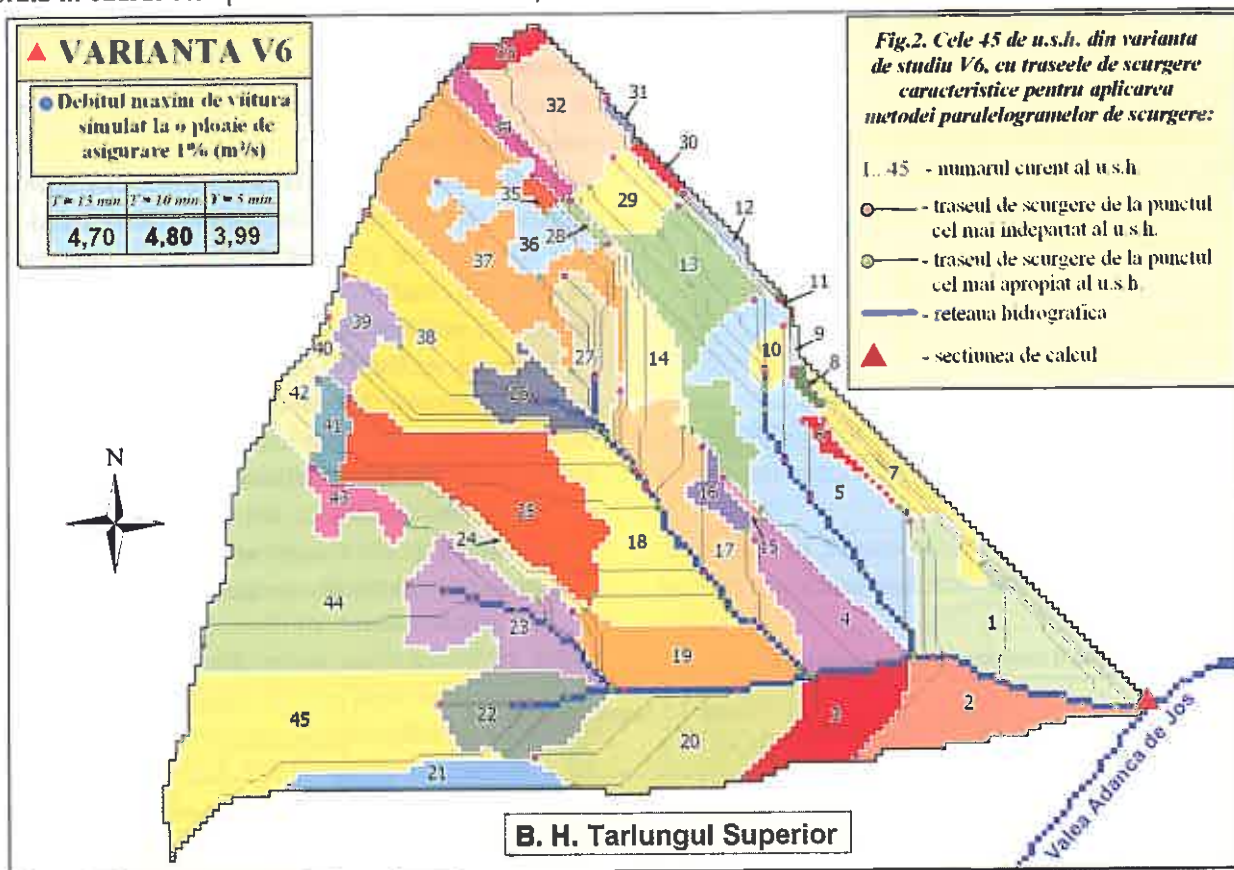 VARIANTA V6
Debitul maxim de viitura
simulat la o ploaie de
asigurare 1% (m³/s)
T = 15 min. T = 10 min. T = 5 min.
4,70 4,80 3,99
Fig.2. Cele 45 de u.s.h. din varianta
de studiu V6, cu traseele de scurgere
caracteristice pentru aplicarea
metodei paralelogramelor de scurgere:
1.. 45 - numarul curent al u.s.h.
- traseul de scurgere de la punctul
cel mai indepartat al u.s.h.
- traseul de scurgere de la punctul
cel mai apropiat al u.s.h.
- reteaua hidrografica
- sectiunea de calcul
32
31
30
35
29
12
28
36
13
37
11
39
38
9
40
27
14
10
8
42
41
7
5
16
18
17
24
44
23
4
1
19
45
22
20
3
2
21
N
B. H. Tarlungul Superior
Valea Adanca de Jos